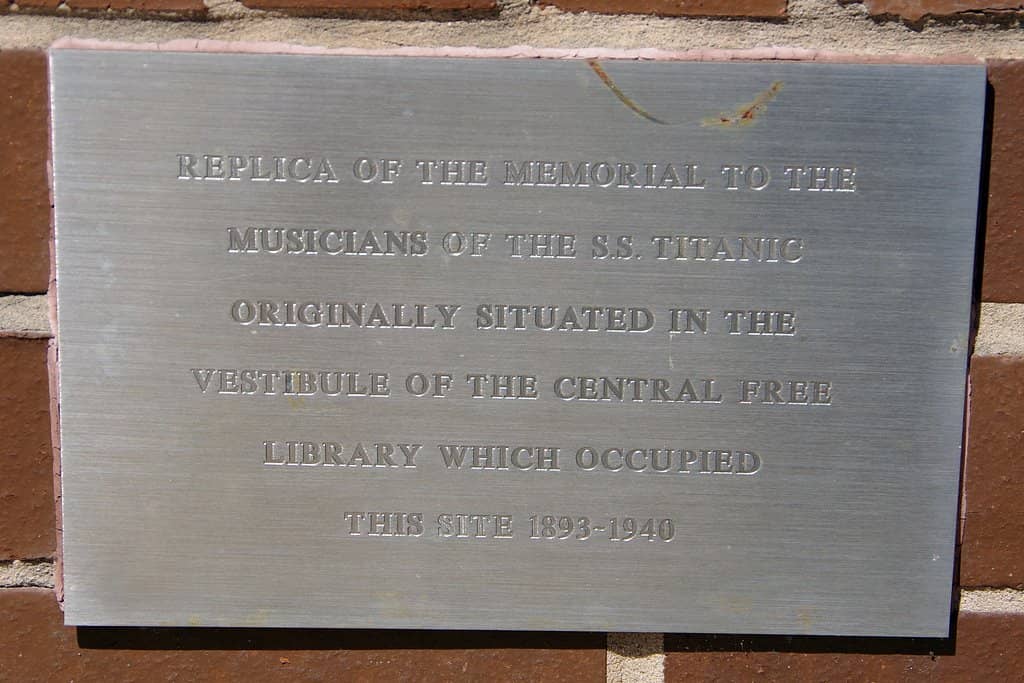 REPLICA OF THE MEMORIAL TO THE
MUSICIANS OF THE S.S. TITANIC
ORIGINALLY SITUATED IN THE
VESTIBULE OF THE CENTRAL FREE
LIBRARY WHICH OCCUPIED
THIS SITE 1893-1940